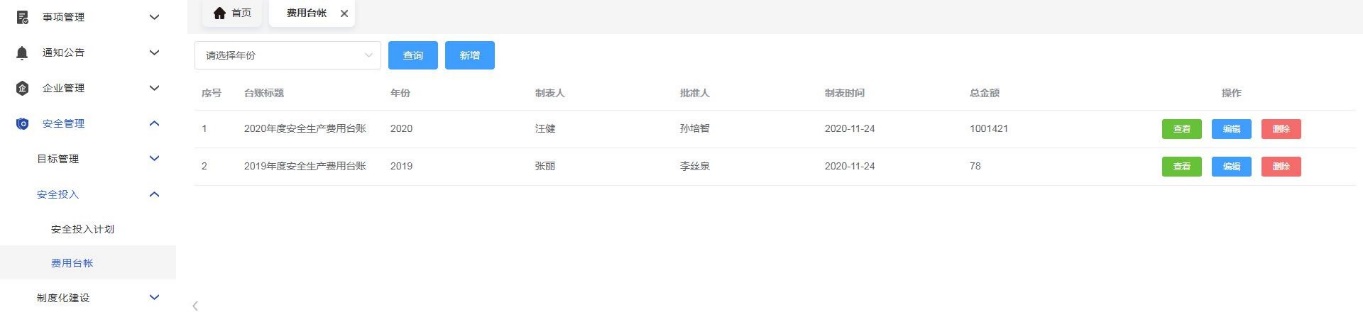 事项管理
通知公告
企业管理
安全管理
目标管理
安全投入
安全投入计划
费用台帐
制度化建设
首页 费用台帐
请选择年份 查询 新增
序号 台账标题 年份 制表人 批准人 制表时间 总金额 操作
1 2020年度安全生产费用台账 2020 汪健 孙培智 2020-11-24 1001421 查看 编辑 删除
2 2019年度安全生产费用台账 2019 张丽 李兹泉 2020-11-24 78 查看 编辑 删除